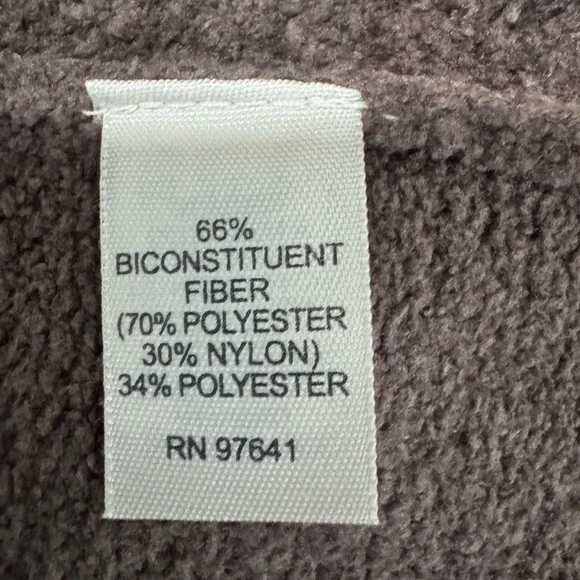 66%
BICONSTITUENT
FIBER
(70% POLYESTER
30% NYLON)
34% POLYESTER
RN 97641